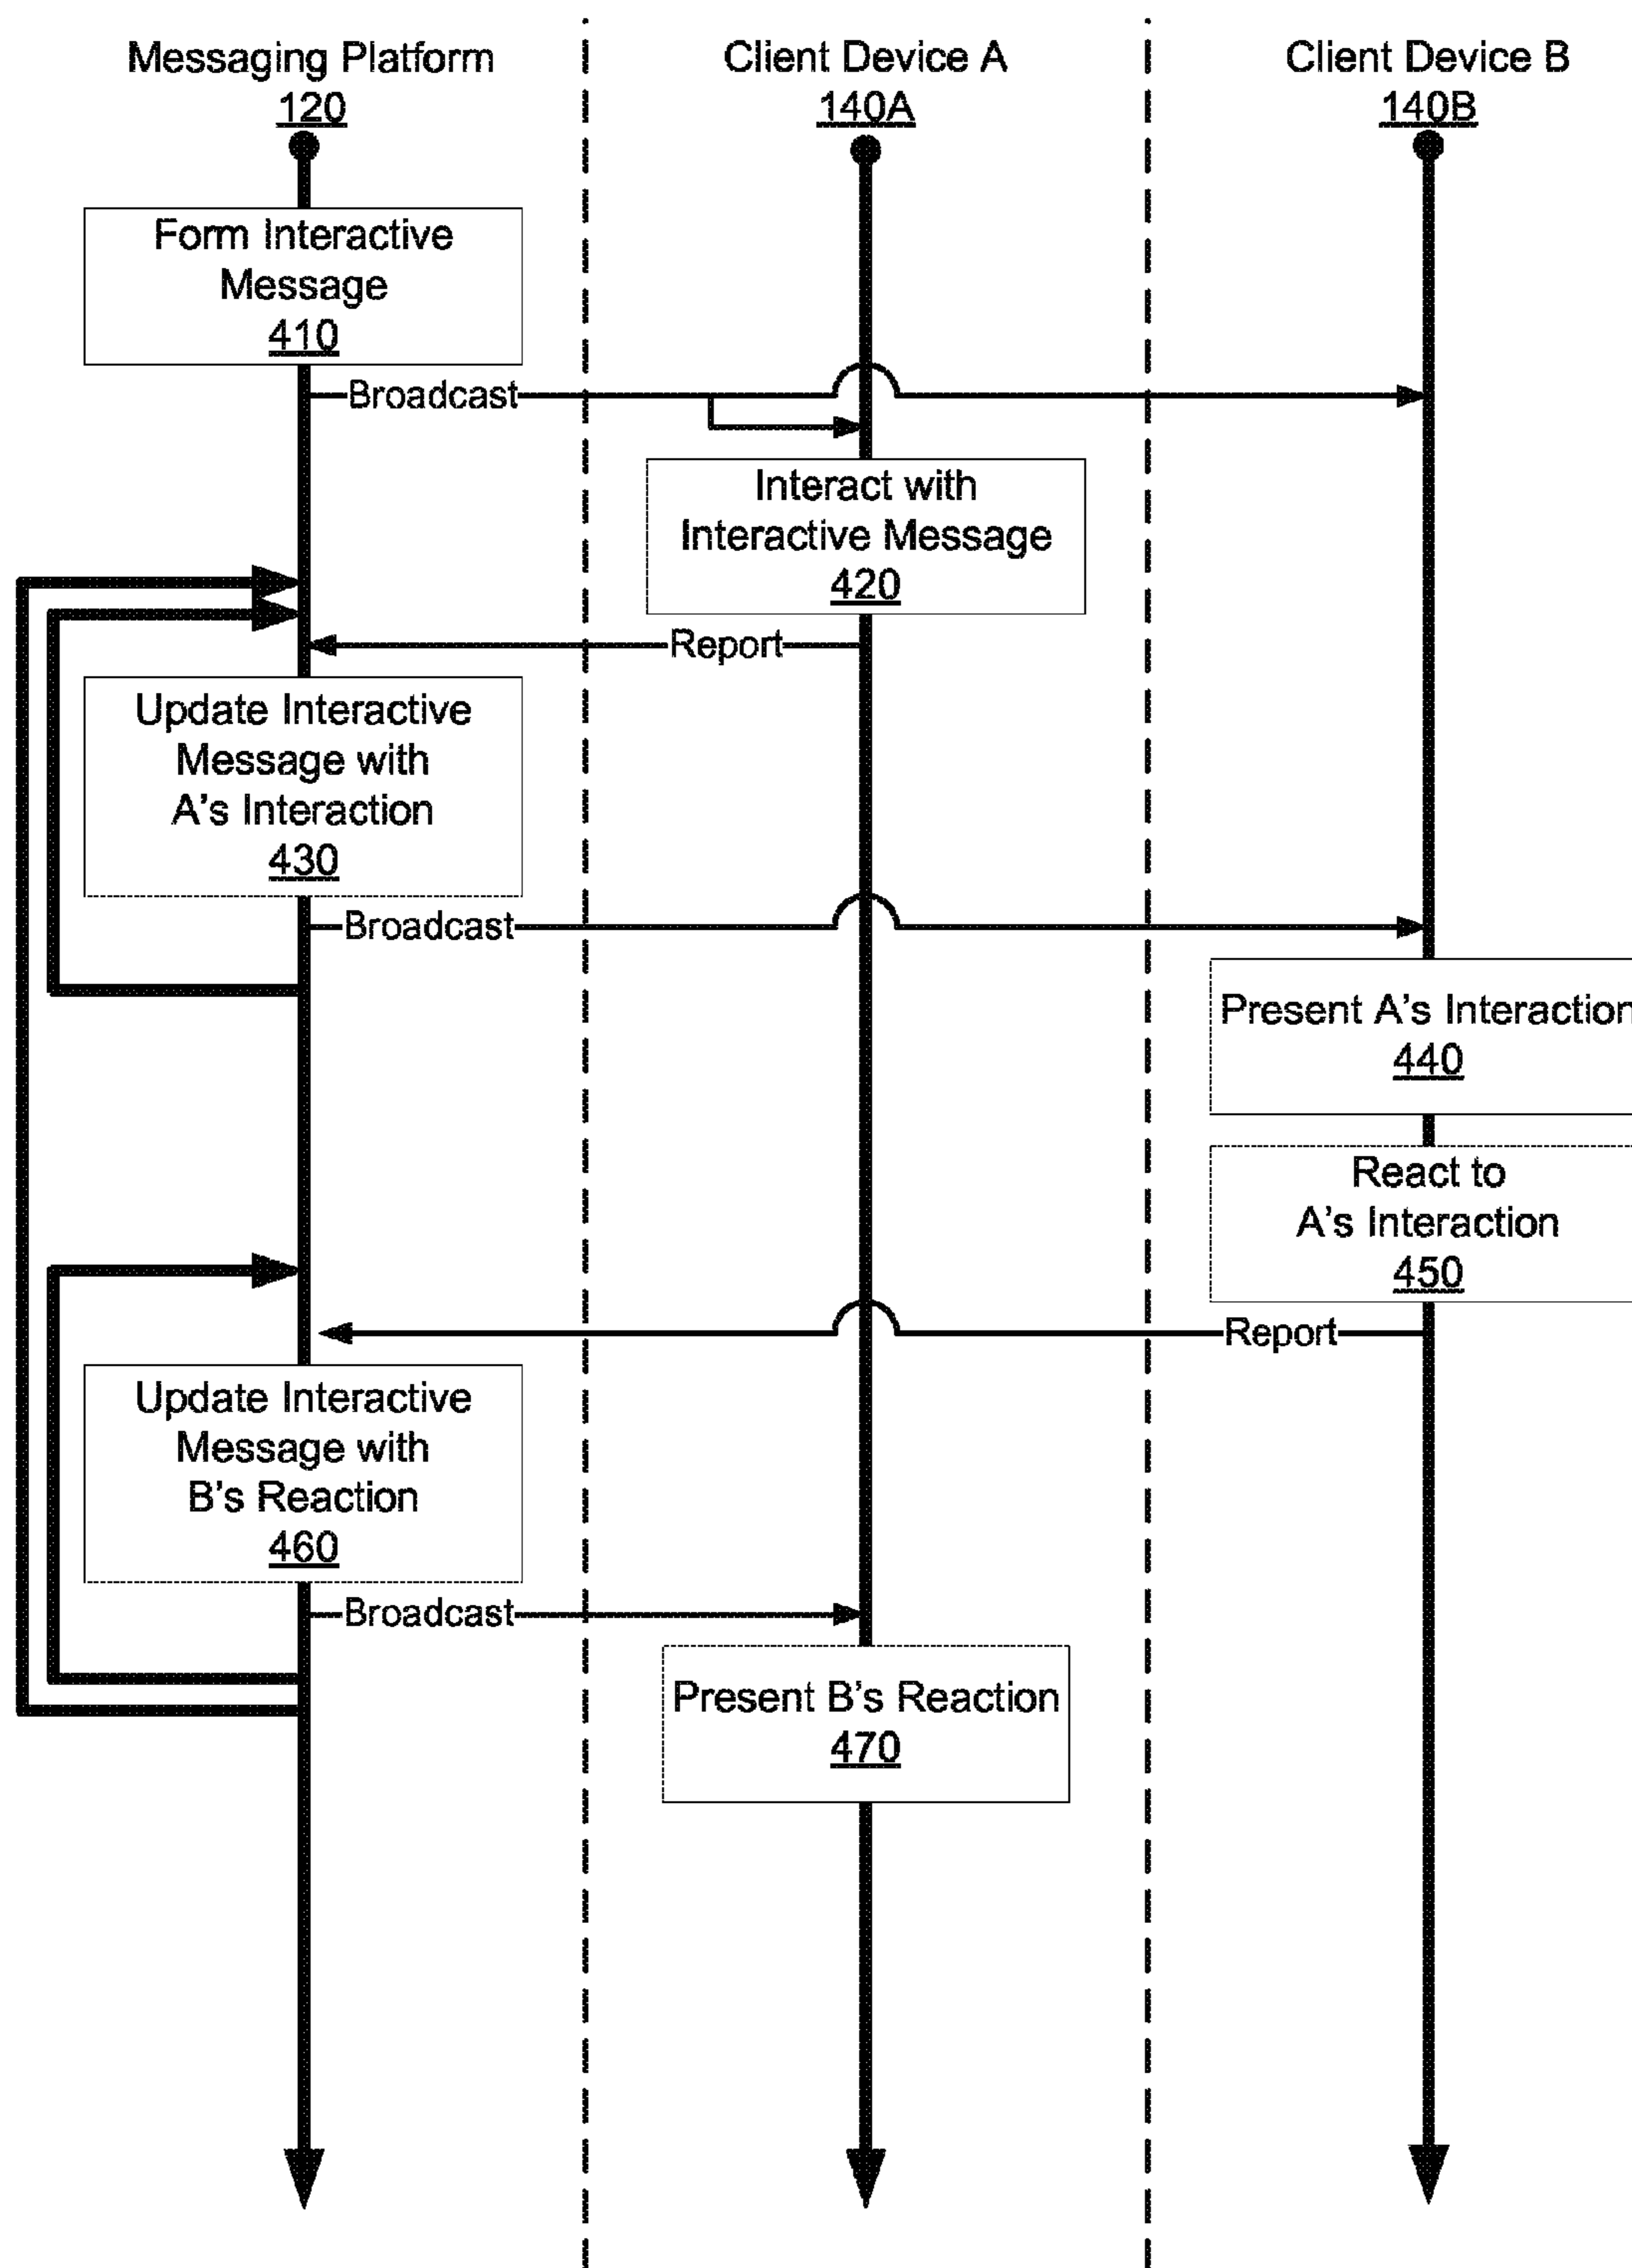 Messaging Platform
120
Client Device A
140A
Client Device B
140B
Form Interactive
Message
410
Broadcast
Interact with
Interactive Message
420
Report
Update Interactive
Message with
A's Interaction
430
Broadcast
Present A's Interaction
440
React to
A's Interaction
450
Report
Update Interactive
Message with
B's Reaction
460
Broadcast
Present B's Reaction
470